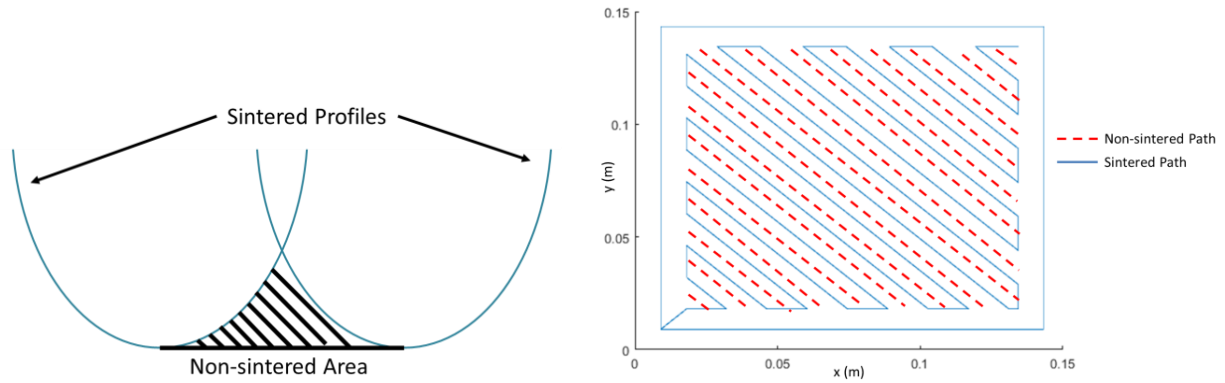 Sintered Profiles
Non-sintered Area
0.15
0.1
0.05
0
y (m)
0
0.05
0.1
0.15
x (m)
Non-sintered Path
Sintered Path